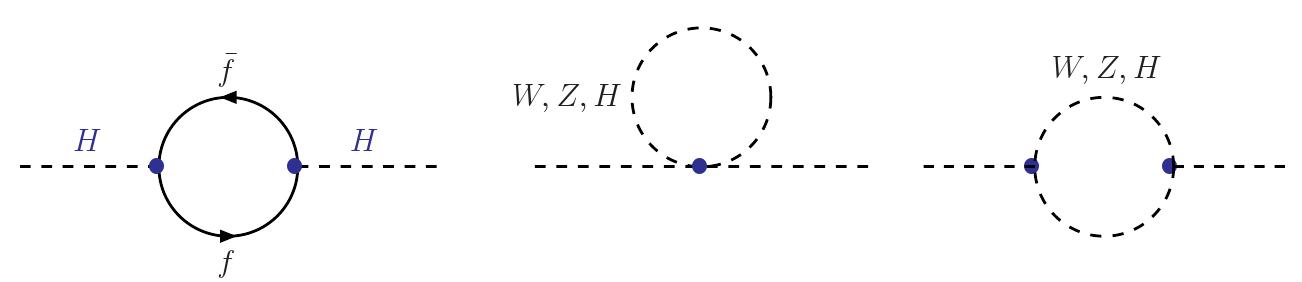 f̄
H
H
f
W, Z, H
W, Z, H